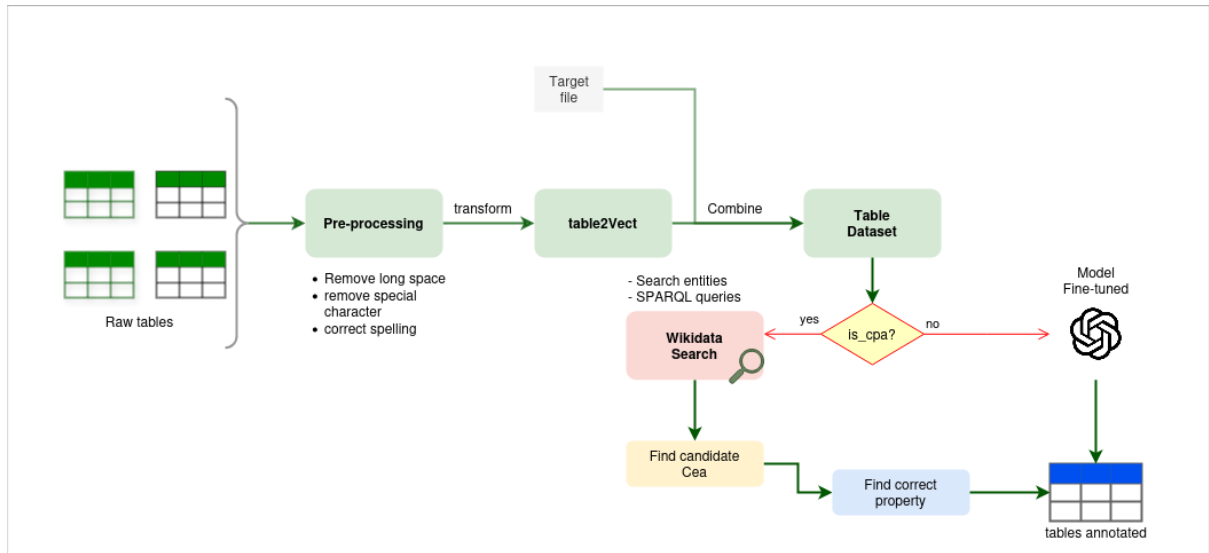 Target
file
Pre-processing
transform
table2Vect
Combine
Table
Dataset
Raw tables
• Remove long space
• remove special
character
• correct spelling
- Search entities
- SPARQL queries
Wikidata
Search
yes
is_cpa?
no
Model
Fine-tuned
Find candidate
Cea
Find correct
property
tables annotated